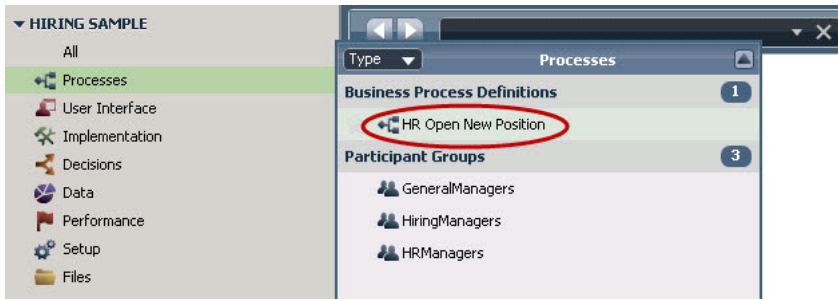 HIRING SAMPLE
All
Processes
User Interface
Implementation
Decisions
Data
Performance
Setup
Files
Type
Processes
Business Process Definitions 1
HR Open New Position
Participant Groups 3
GeneralManagers
HiringManagers
HRManagers